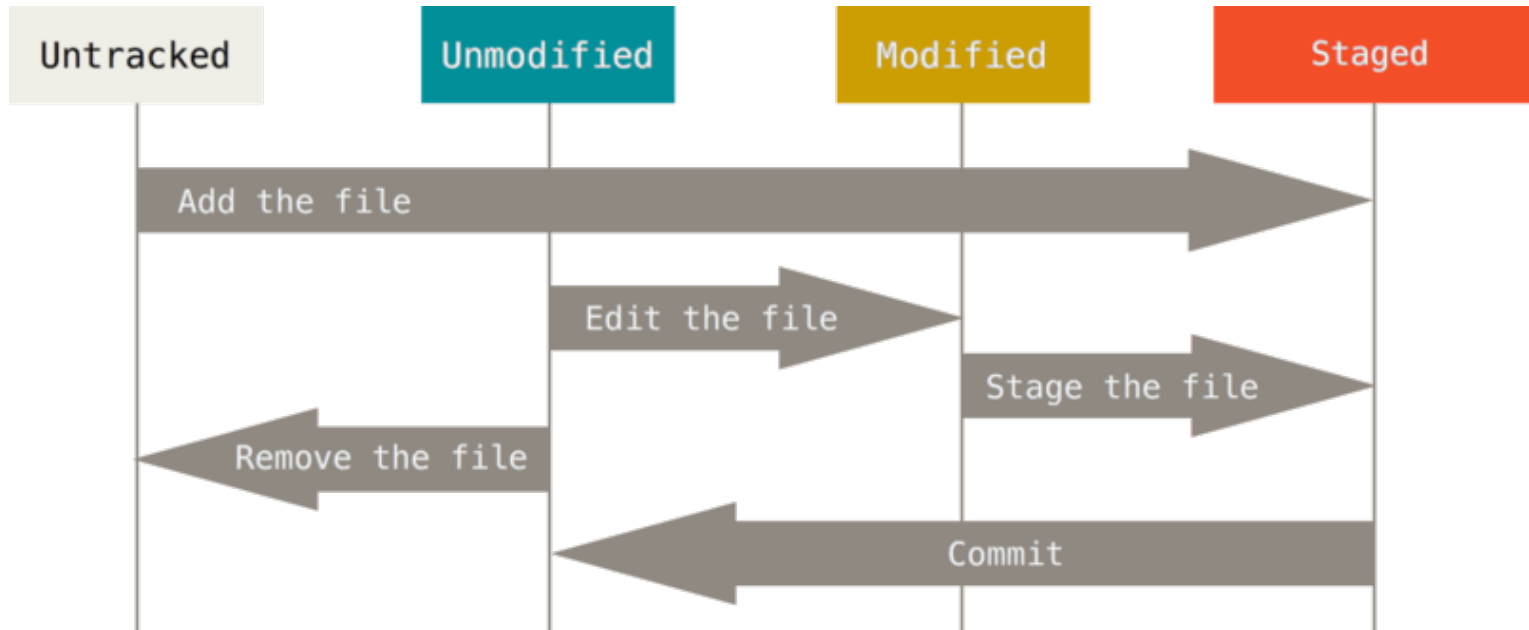 Untracked
Unmodified
Modified
Staged
Add the file
Edit the file
Stage the file
Remove the file
Commit